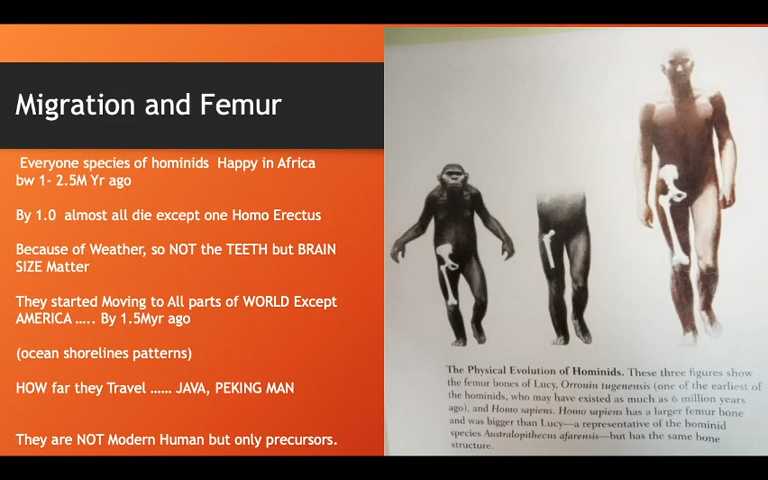 Migration and Femur
Everyone species of hominids Happy in Africa
bw 1- 2.5M Yr ago
By 1.0 almost all die except one Homo Erectus
Because of Weather, so NOT the TEETH but BRAIN
SIZE Matter
They started Moving to All parts of WORLD Except
AMERICA ..... By 1.5Myr ago
(ocean shorelines patterns)
HOW far they Travel ...... JAVA, PEKING MAN
They are NOT Modern Human but only precursors.
The Physical Evolution of Hominids. These three figures show
the femur bones of Lucy, Orronin tugenensis (one of the earliest of
the hominids, who may have existed as much as 6 million years
ago), and Homo sapiens. Homo sapiens has a larger femur bone
and was bigger than Lucy—a representative of the hominid
species Australopithecus afarensis—but has the same bone
structure.